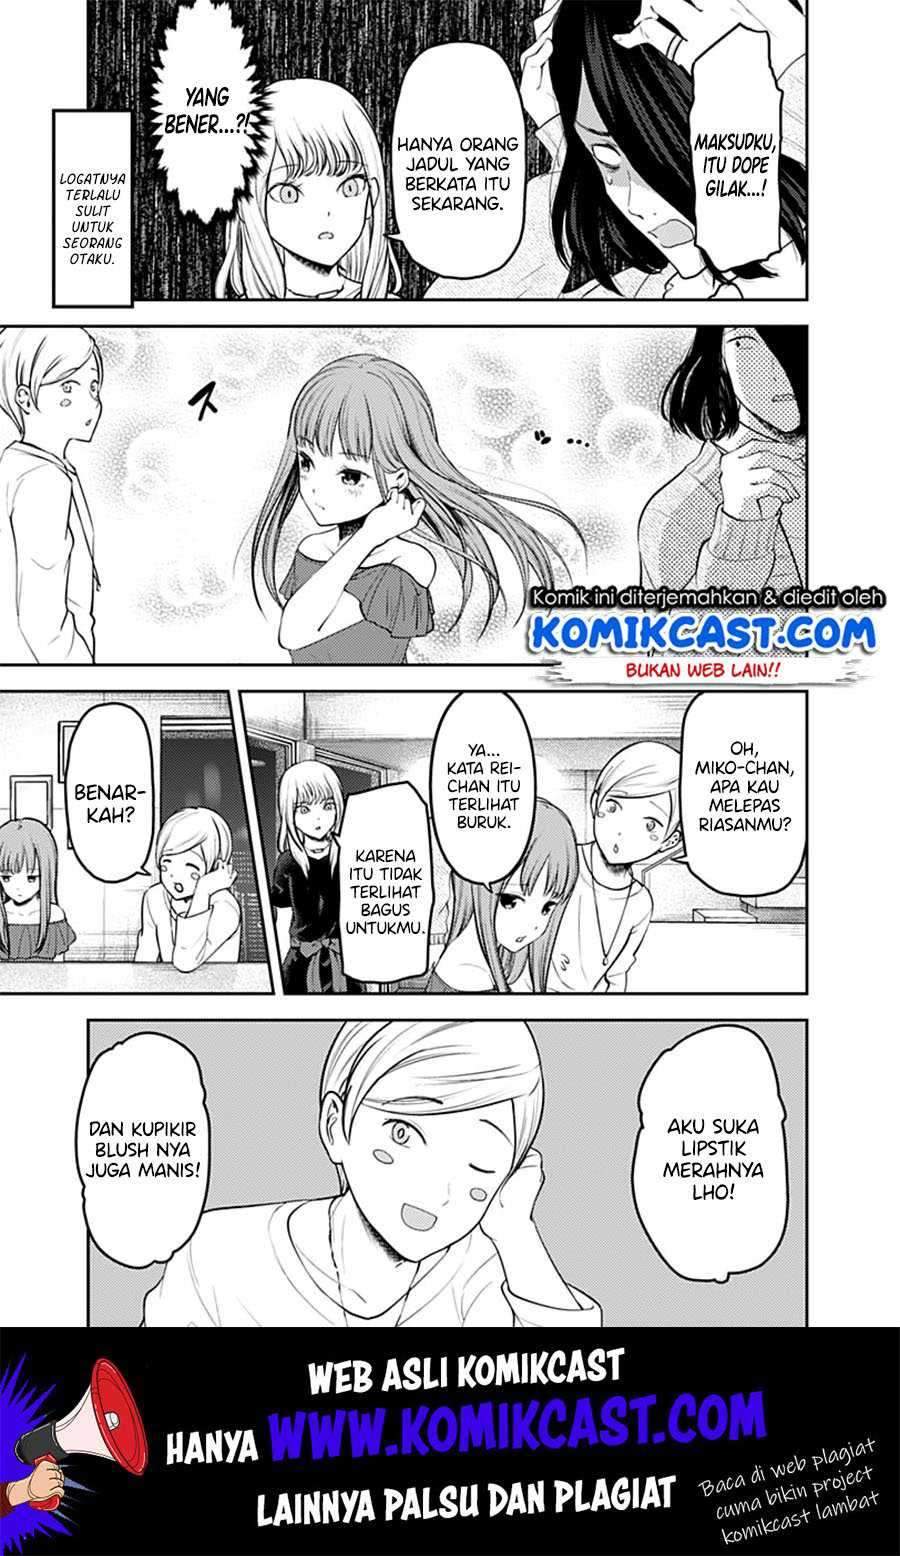 MAKSUDKU,
ITU DOPE
GILAK...!
HANYA ORANG
JADUL YANG
BERKATA ITU
SEKARANG.
YANG
BENER...?!
LOGATNYA
TERLALU
SULIT
UNTUK
SEORANG
OTAKU.
Komik ini diterjemahkan & diedit oleh
KOMIKCAST.COM
BUKAN WEB LAIN!!
OH,
MIKO-CHAN,
APA KAU
MELEPAS
RIASANMU?
YA...
KATA REI-
CHAN ITU
TERLIHAT
BURUK.
KARENA
ITU TIDAK
TERLIHAT
BAGUS
UNTUKMU.
BENAR-
KAH?
AKU SUKA
LIPSTIK
MERAHNYA
LHO!
DAN KUPIKIR
BLUSH NYA
JUGA MANIS!
WEB ASLI KOMIKCAST
HANYA WWW.KOMIKCAST.COM
LAINNYA PALSU DAN PLAGIAT
Baca di web plagiat
cuma bikin project
komikcast lambat